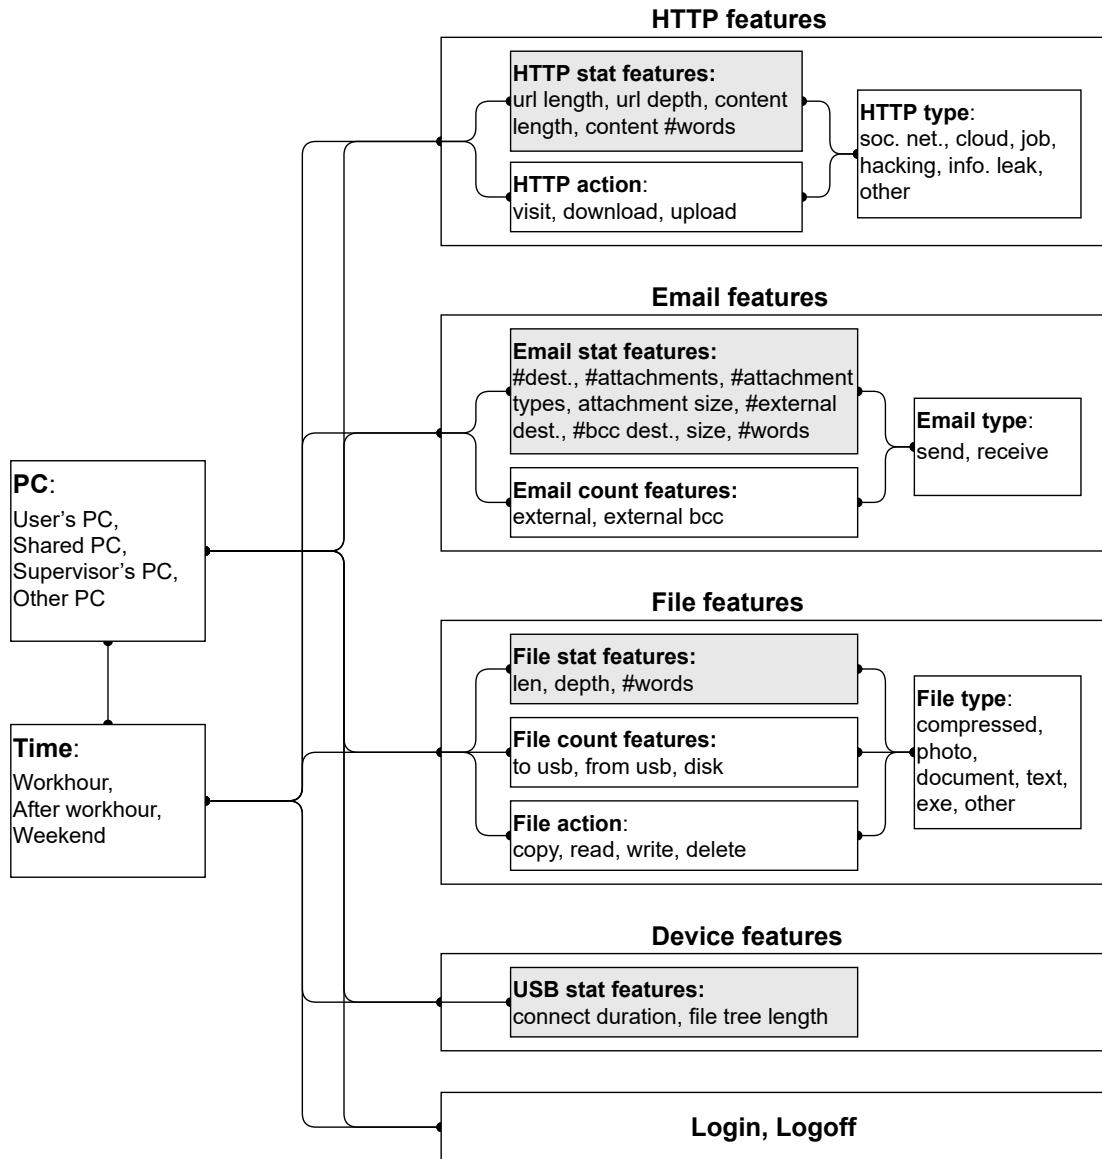 HTTP features
HTTP stat features:
url length, url depth, content
length, content #words
HTTP action:
visit, download, upload
HTTP type:
soc. net., cloud, job,
hacking, info. leak,
other
Email features
Email stat features:
#dest., #attachments, #attachment
types, attachment size, #external
dest., #bcc dest., size, #words
Email count features:
external, external bcc
Email type:
send, receive
PC:
User’s PC,
Shared PC,
Supervisor’s PC,
Other PC
Time:
Workhour,
After workhour,
Weekend
File features
File stat features:
len, depth, #words
File count features:
to usb, from usb, disk
File action:
copy, read, write, delete
File type:
compressed,
photo,
document, text,
exe, other
Device features
USB stat features:
connect duration, file tree length
Login, Logoff